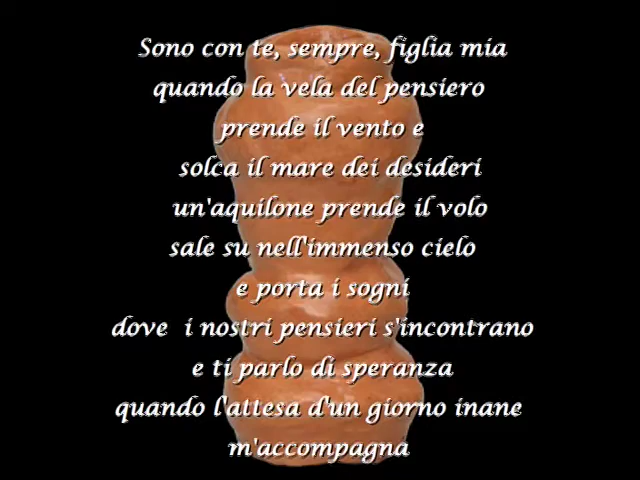 Sono con te, sempre, figlia mia
quando la vela del pensiero
prende il vento e
solca il mare dei desideri
un'aquilone prende il volo
sale su nell'immenso cielo
e porta i sogni
dove i nostri pensieri s'incontrano
e ti parlo di speranza
quando l'attesa d'un giorno inane
m'accompagna